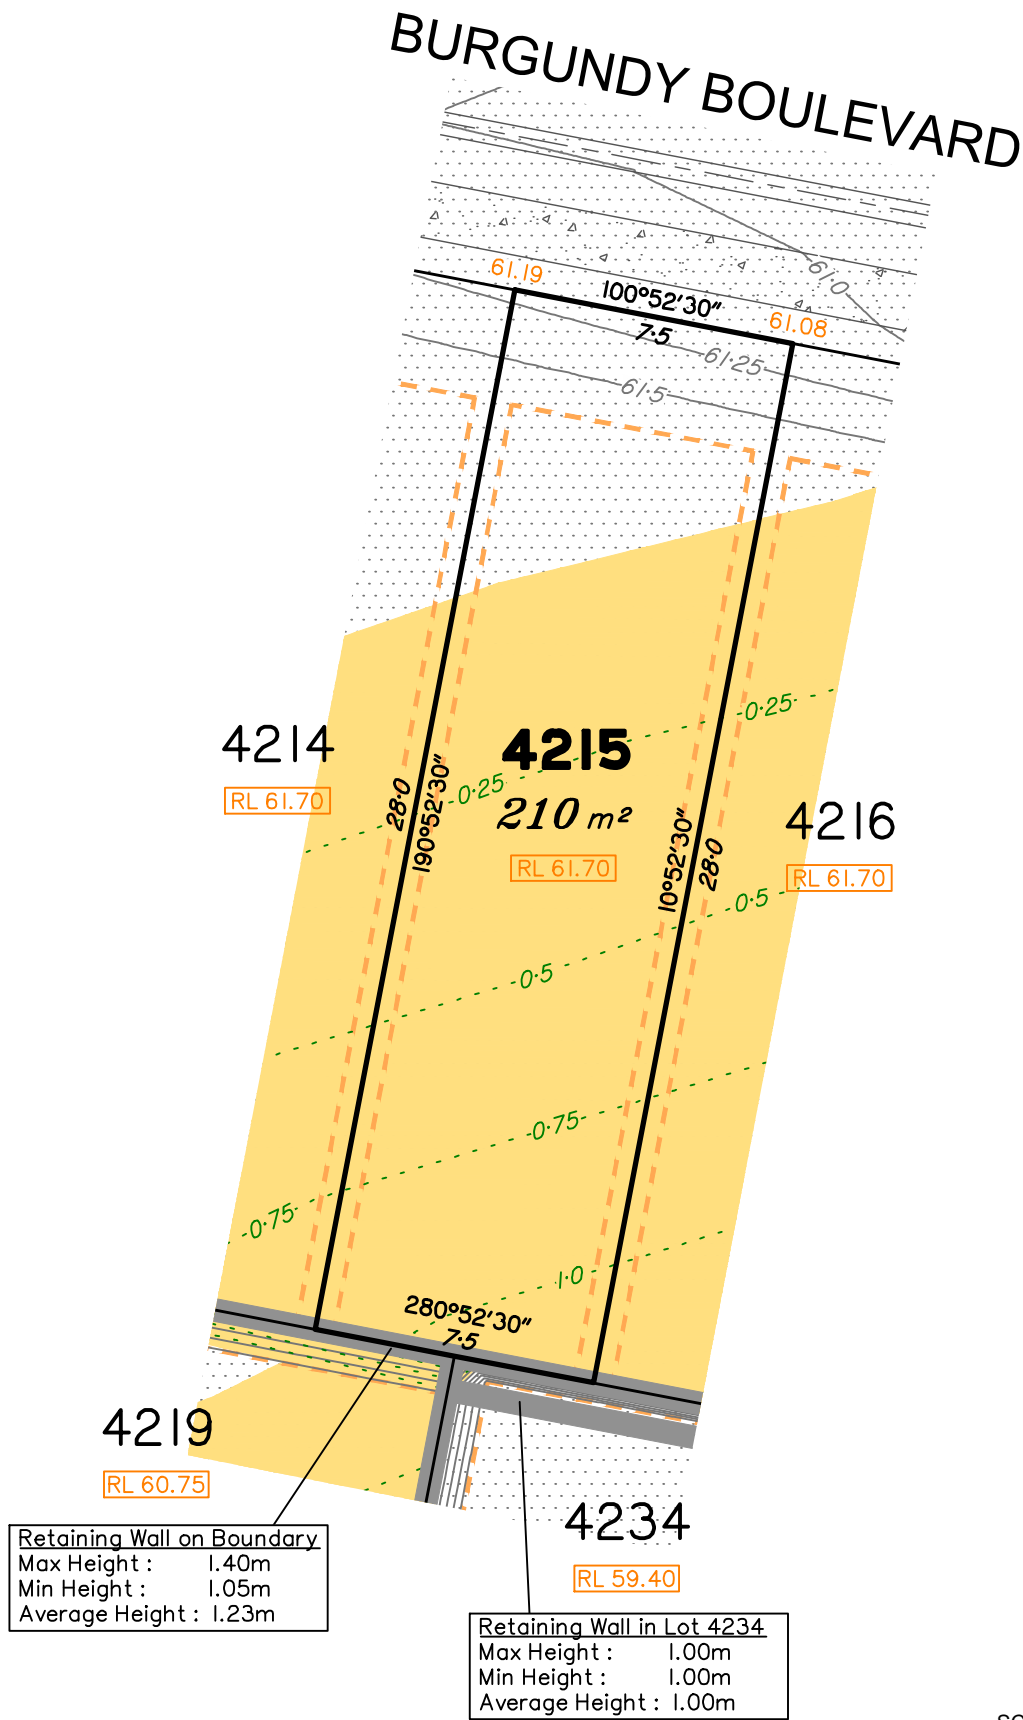 BURGUNDY BOULEVARD
61.19
100°52'30"
61·0
7·5
61.08
61·25
61·5
0·25
4214
4215
0·25
RL 61.70
28·0
190°52'30"
210 m²
4216
RL 61.70
10°52'30"
28·0
RL 61.70
0·5
0·5
0·75
0·75
1·0
280°52'30"
7·5
4219
RL 60.75
4234
RL 59.40
Retaining Wall on Boundary
Max Height : 1.40m
Min Height : 1.05m
Average Height : 1.23m
Retaining Wall in Lot 4234
Max Height : 1.00m
Min Height : 1.00m
Average Height : 1.00m